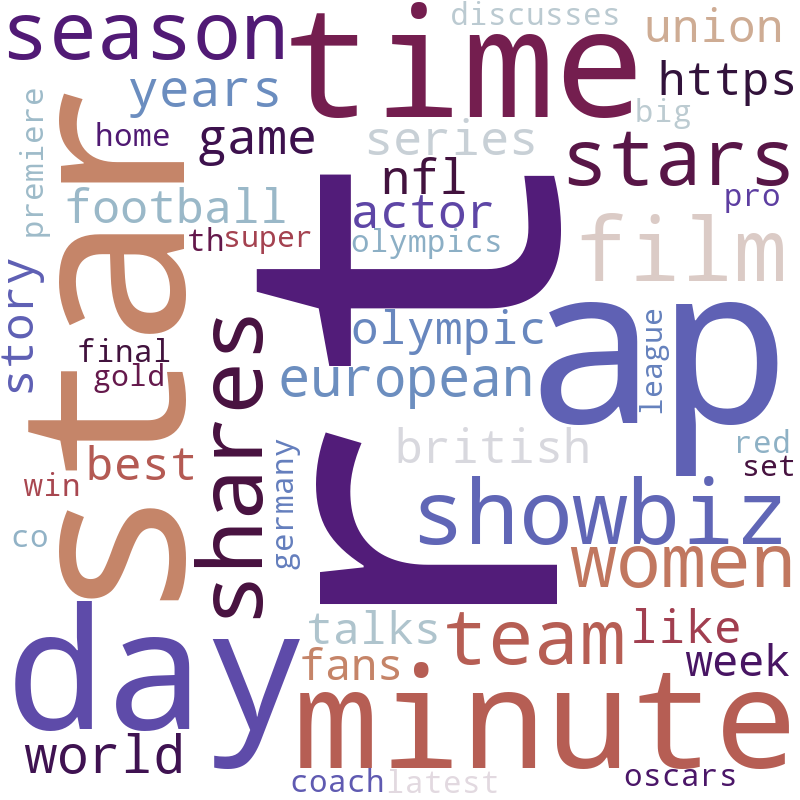 season
time
discusses
union
years
https
premiere
home
game
series
big
star
nfl
stars
football
actor
pro
th
super
olympics
film
story
rt
ap
final
gold
shares
olympic
league
european
best
british
red
win
germany
set
co
showbiz
women
day
talks
team
like
fans
week
minute
world
coach
latest
oscars